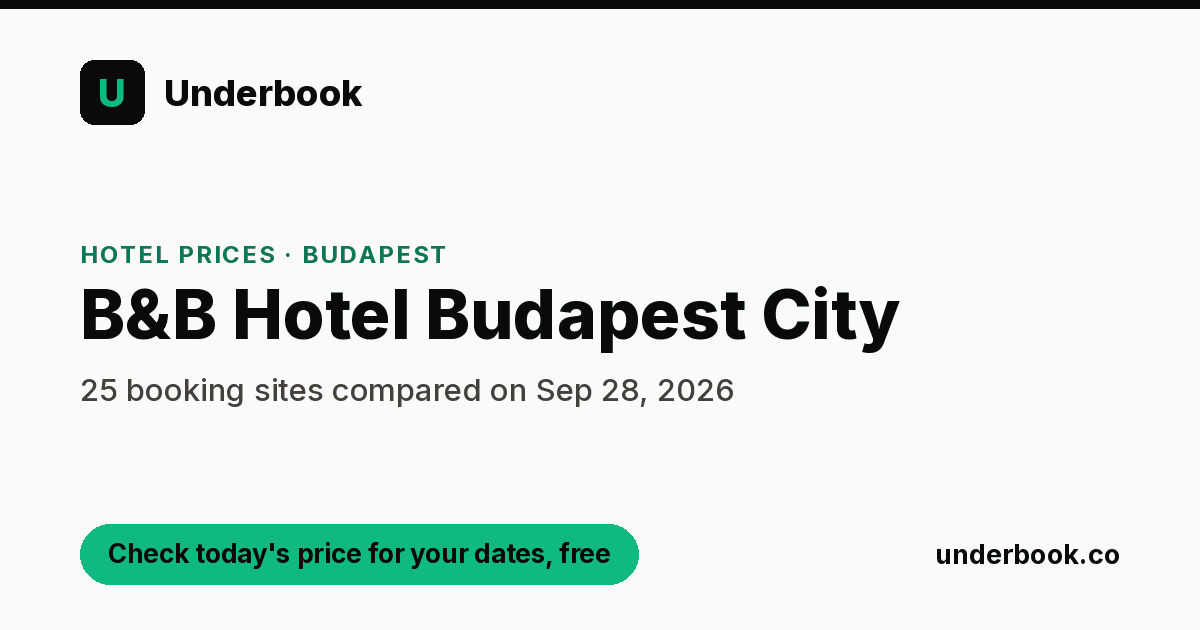 U Underbook
HOTEL PRICES · BUDAPEST
B&B Hotel Budapest City
25 booking sites compared on Sep 28, 2026
Check today's price for your dates, free
underbook.co